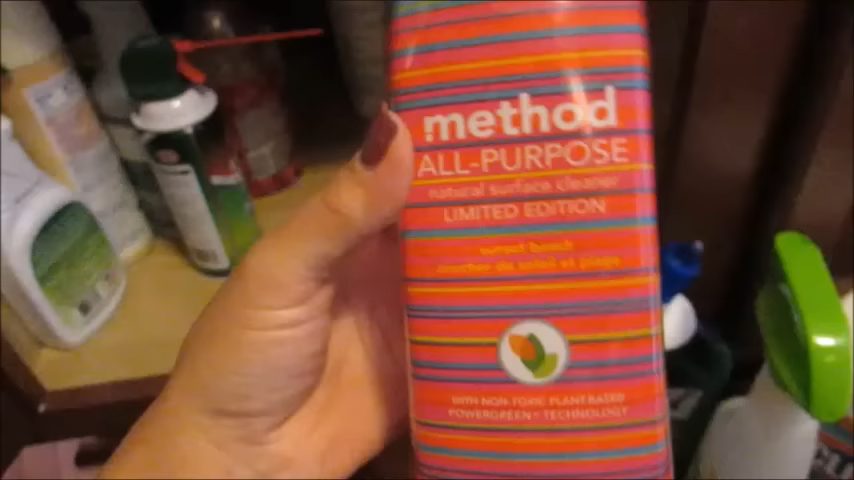 method
ALL-PURPOSE
natural surface cleaner
LIMITED EDITION
sunset beach
coucher de soleil et plage
WITH NON-TOXIC PLANT-BASED
POWERGREEN™ TECHNOLOGY